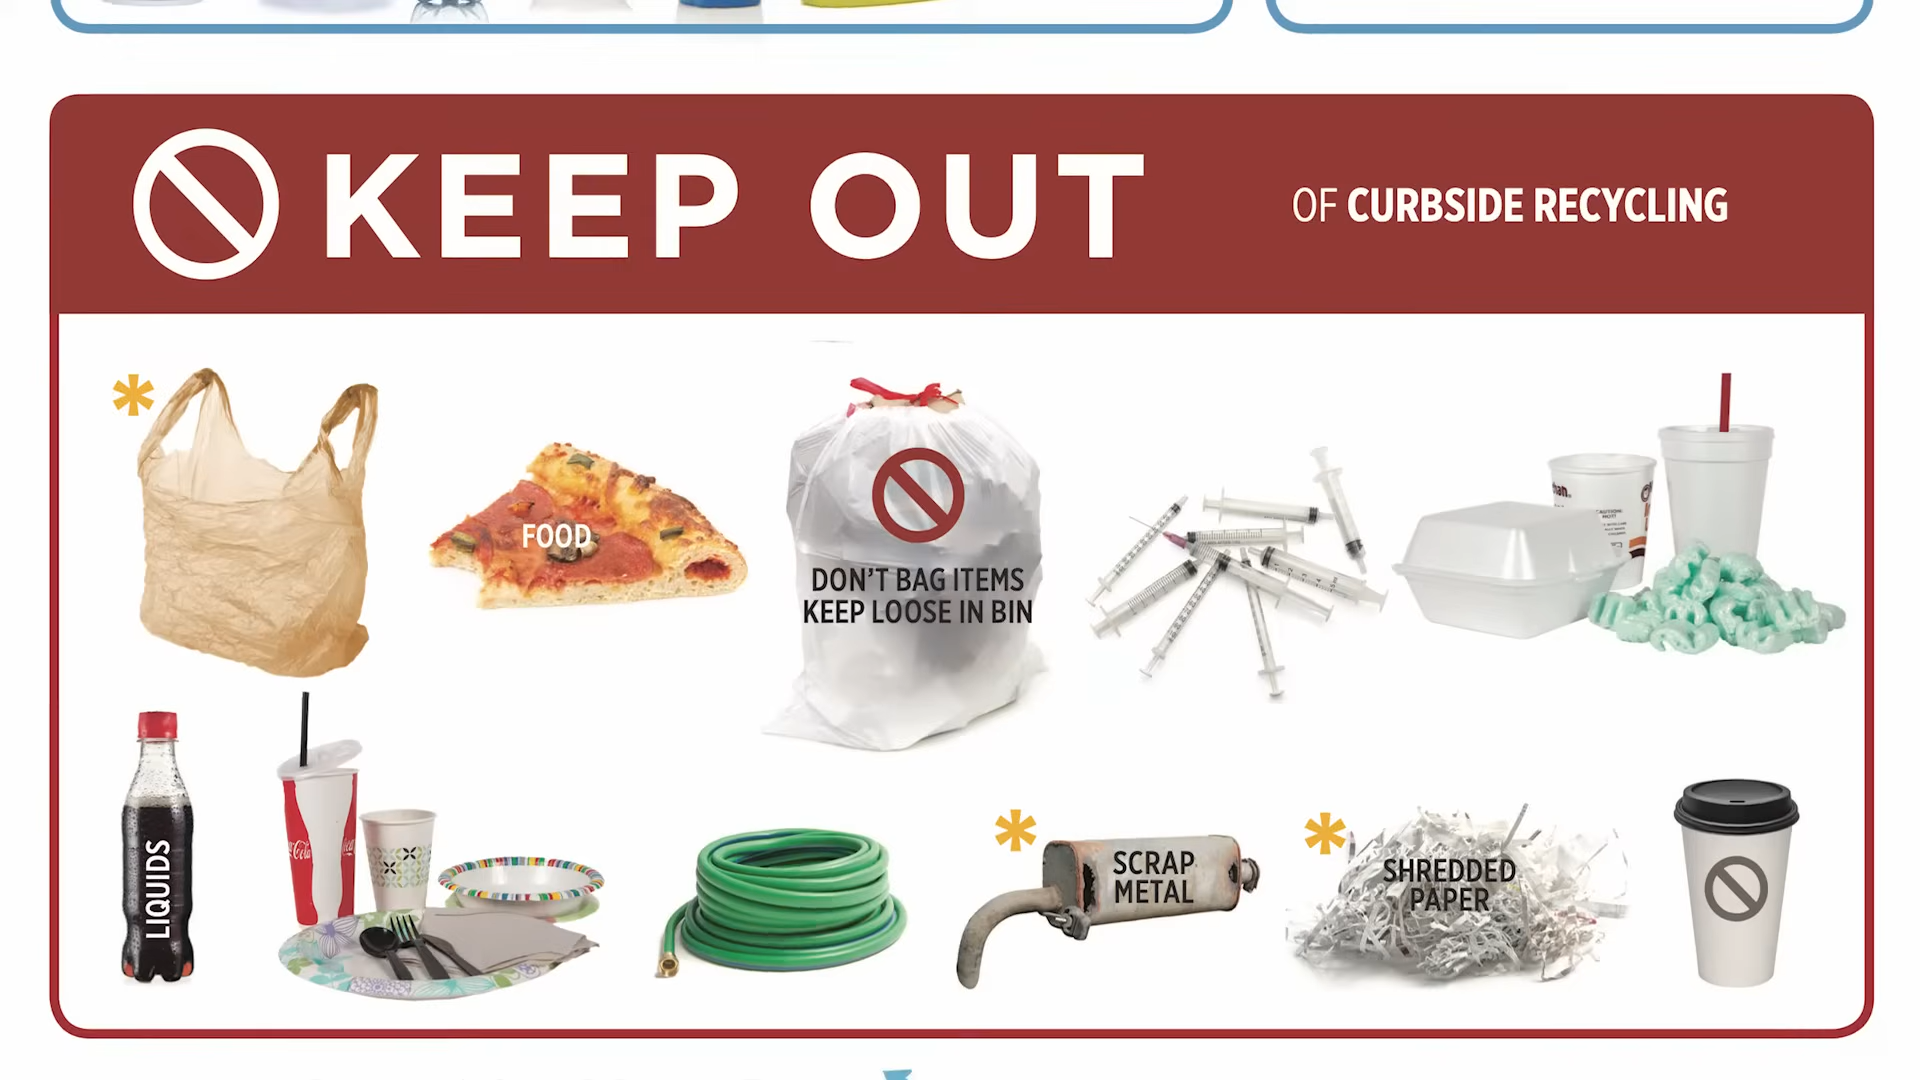 KEEP OUT
OF CURBSIDE RECYCLING
*
FOOD
DON'T BAG ITEMS
KEEP LOOSE IN BIN
LIQUIDS
*
SCRAP
METAL
*
SHREDDED
PAPER